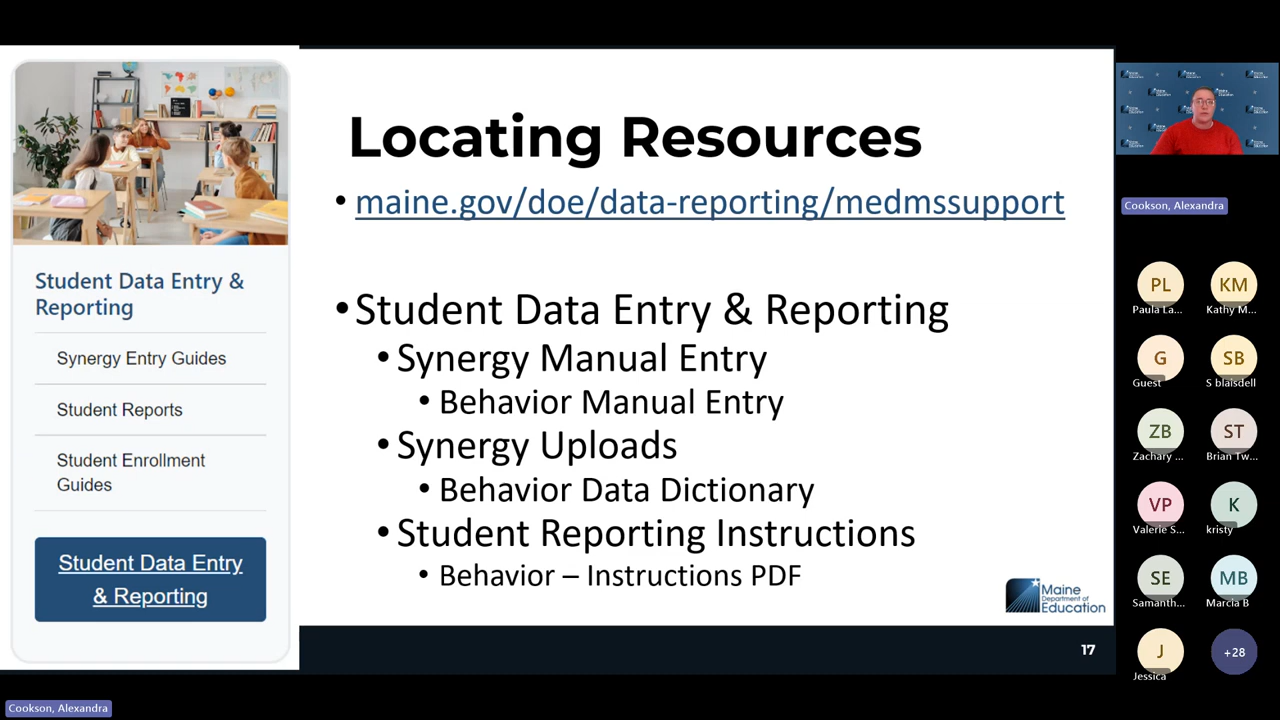 Locating Resources
• maine.gov/doe/data-reporting/medmssupport
• Student Data Entry & Reporting
• Synergy Manual Entry
• Behavior Manual Entry
• Synergy Uploads
• Behavior Data Dictionary
• Student Reporting Instructions
• Behavior – Instructions PDF
Student Data Entry &
Reporting
Synergy Entry Guides
Student Reports
Student Enrollment
Guides
Student Data Entry
& Reporting
Maine
Department of
Education
17
Cookson, Alexandra
Cookson, Alexandra
PL
Paula La...
KM
Kathy M...
G
Guest
SB
S blaisdell
ZB
Zachary ...
ST
Brian Tw...
VP
Valerie S...
K
kristy
SE
Samanth...
MB
Marcia B
J
Jessica
+28